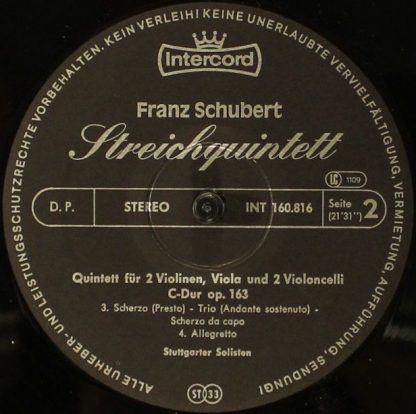 ALLE URHEBER- UND LEISTUNGSSCHUTZRECHTE VORBEHALTEN. KEIN VERLEIH! KEINE UNERLAUBTE VERVIELFÄLTIGUNG, VERMIETUNG, AUFFÜHRUNG, SENDUNG!
Intercord
Franz Schubert
Streichquintett
LC 1109
D. P. STEREO INT 160.816 Seite 2
(21'31")
Quintett für 2 Violinen, Viola und 2 Violoncelli
C-Dur op. 163
3. Scherzo (Presto) - Trio (Andante sostenuto) -
Scherzo da capo
4. Allegretto
Stuttgarter Solisten
ST 33